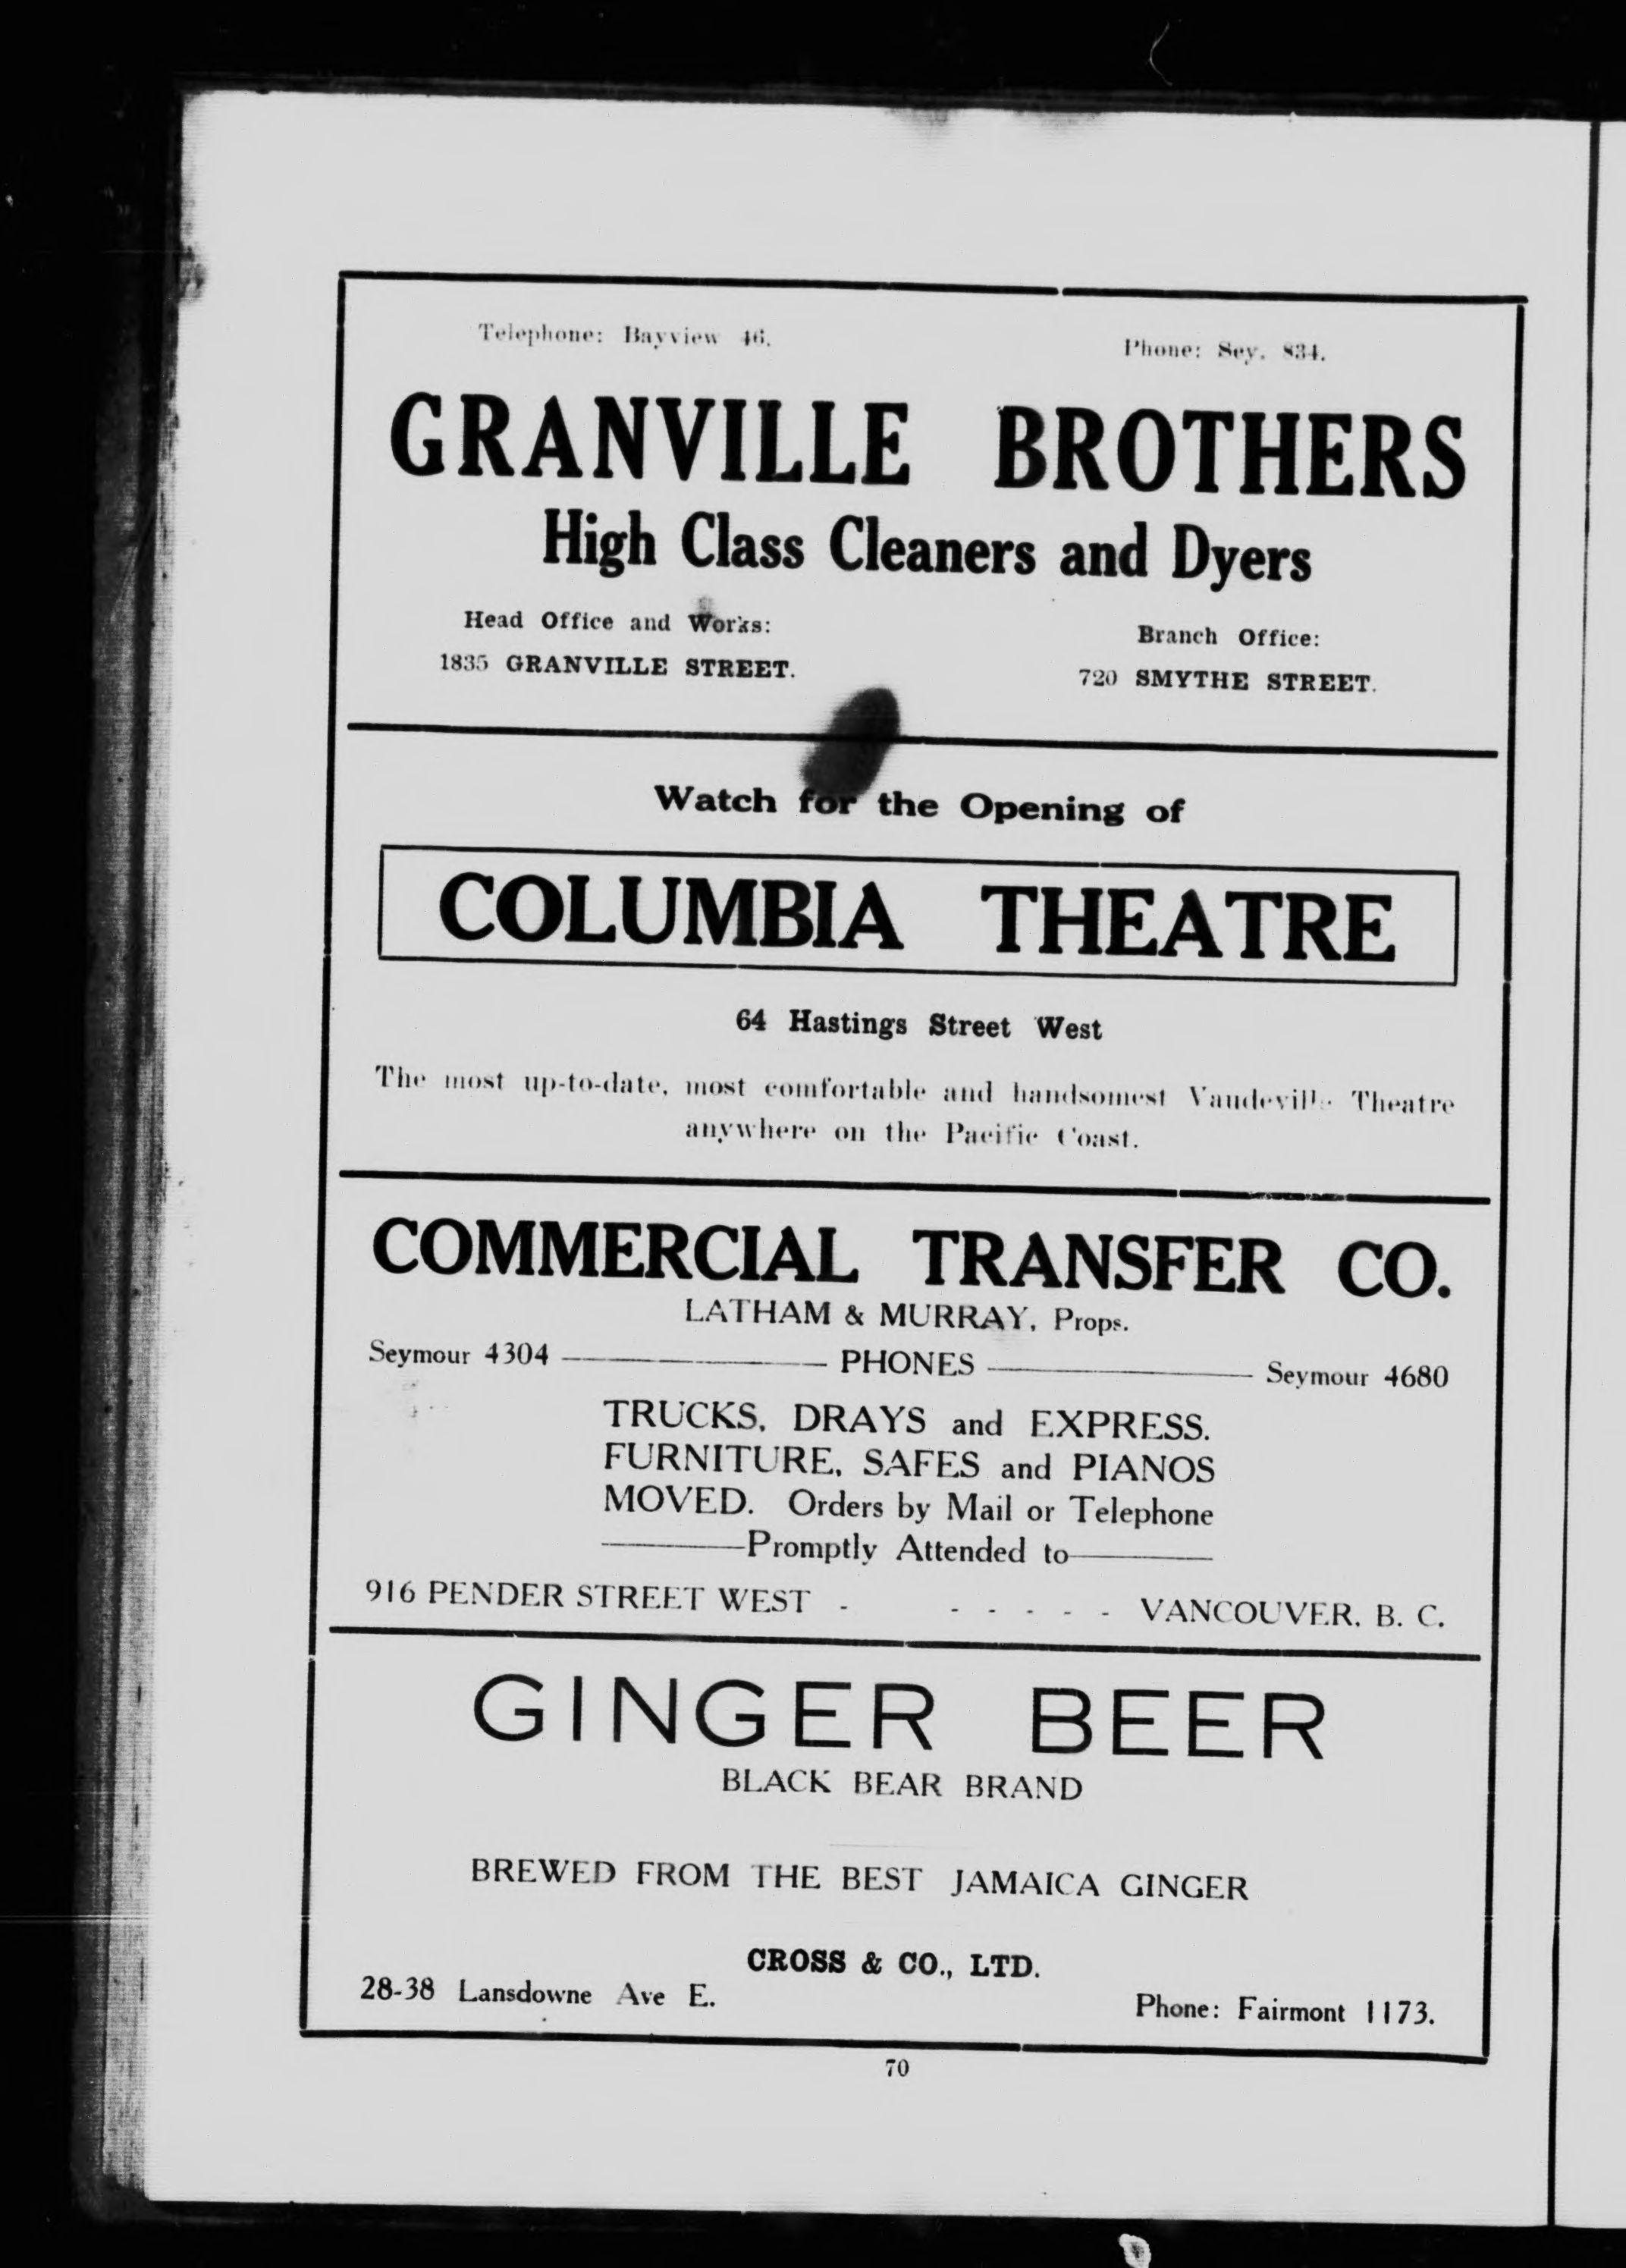 Telephone: Bayview 46. Phone: Sey. 834.
GRANVILLE BROTHERS
High Class Cleaners and Dyers
Head Office and Works: Branch Office:
1835 GRANVILLE STREET. 720 SMYTHE STREET.
Watch for the Opening of
COLUMBIA THEATRE
64 Hastings Street West
The most up-to-date, most comfortable and handsomest Vaudeville Theatre
anywhere on the Pacific Coast.
COMMERCIAL TRANSFER CO.
LATHAM & MURRAY, Props.
Seymour 4304 ——— PHONES ——— Seymour 4680
TRUCKS, DRAYS and EXPRESS.
FURNITURE, SAFES and PIANOS
MOVED. Orders by Mail or Telephone
———Promptly Attended to———
916 PENDER STREET WEST - - - - - - VANCOUVER, B. C.
GINGER BEER
BLACK BEAR BRAND
BREWED FROM THE BEST JAMAICA GINGER
CROSS & CO., LTD.
28-38 Lansdowne Ave E. Phone: Fairmont 1173.
70